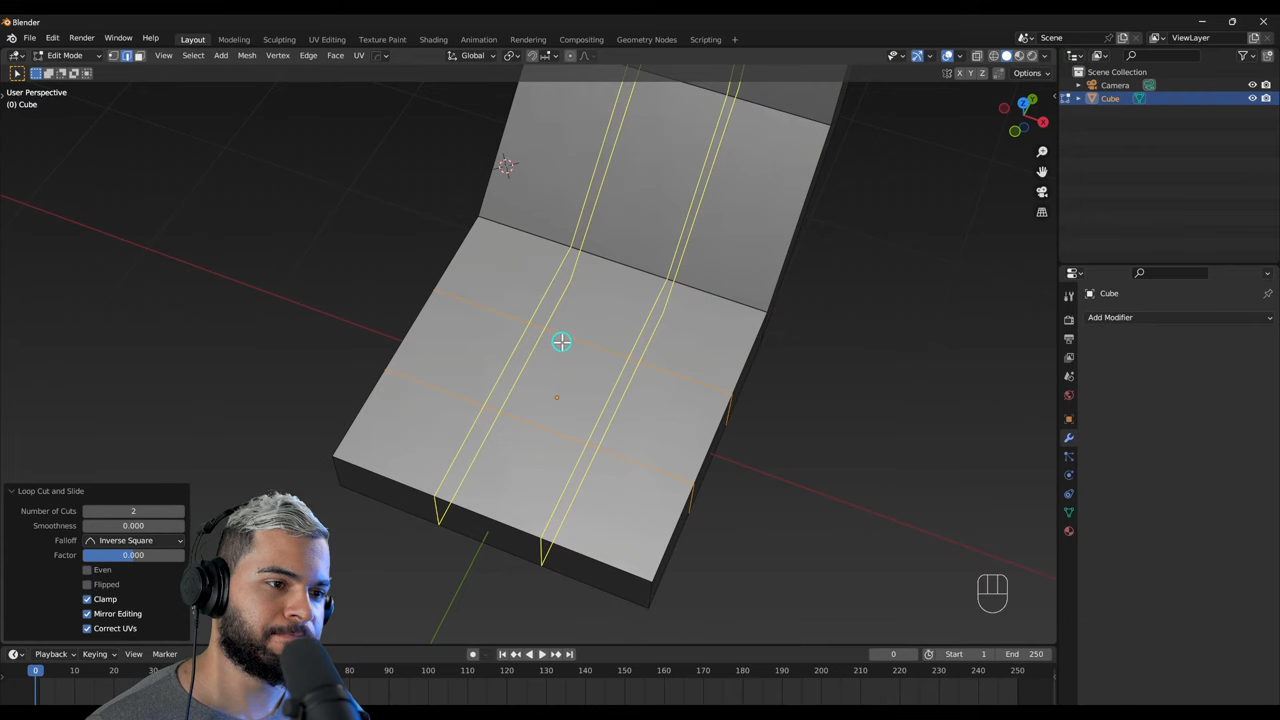 Blender
File Edit Render Window Help Layout Modeling Sculpting UV Editing Texture Paint Shading Animation Rendering Compositing Geometry Nodes Scripting + Scene ViewLayer
Edit Mode View Select Add Mesh Vertex Edge Face UV Global
X Y Z Options
Scene Collection
Camera
Cube
User Perspective
(0) Cube
Z
Y
X
Cube
Add Modifier
Loop Cut and Slide
Number of Cuts 2
Smoothness 0.000
Falloff Inverse Square
Factor 0.000
Even
Flipped
Clamp
Mirror Editing
Correct UVs
Playback Keying View Marker 0 Start 1 End 250
0 10 20 30 40 50 60 70 80 90 100 110 120 130 140 150 160 170 180 190 200 210 220 230 240 250